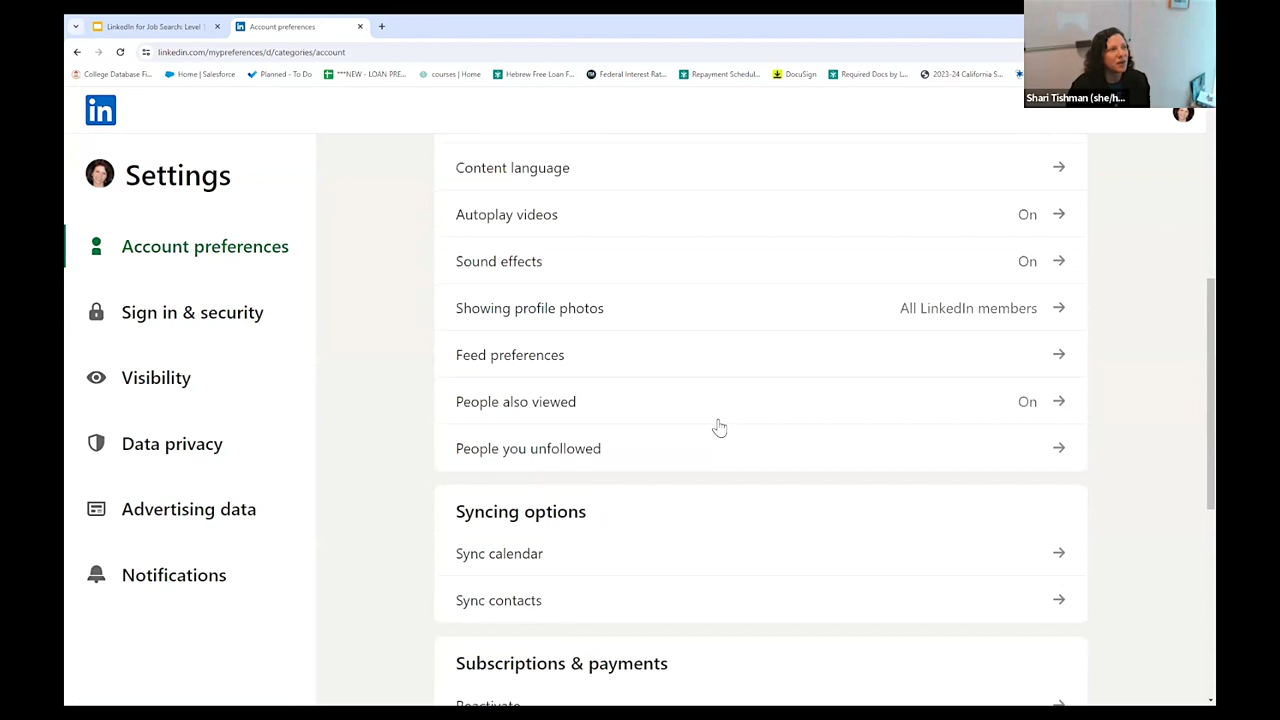 LinkedIn for Job Search: Level
Account preferences
linkedin.com/mypreferences/d/categories/account
College Database Fi...
Home | Salesforce
Planned - To Do
***NEW - LOAN PRE...
courses | Home
Hebrew Free Loan F...
Federal Interest Rat...
Repayment Schedul...
DocuSign
Required Docs by L...
2023-24 California S...
Shari Tishman (she/h...
in
Settings
Account preferences
Sign in & security
Visibility
Data privacy
Advertising data
Notifications
Content language
Autoplay videos On
Sound effects On
Showing profile photos All LinkedIn members
Feed preferences
People also viewed On
People you unfollowed
Syncing options
Sync calendar
Sync contacts
Subscriptions & payments